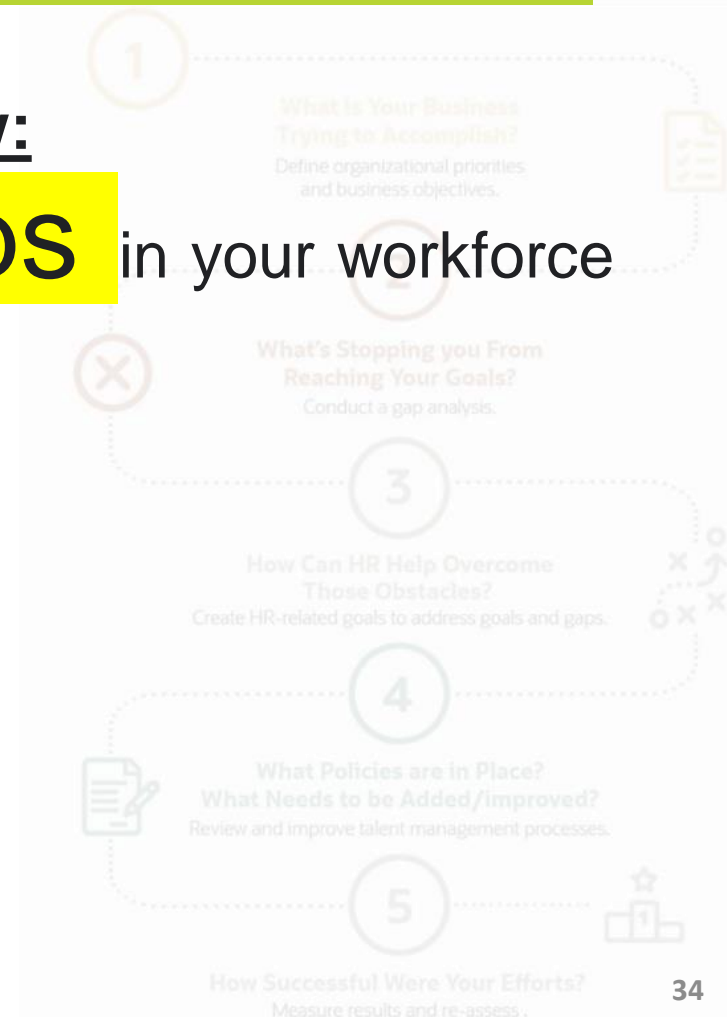 1
What is Your Business
Trying to Accomplish?
Define organizational priorities
and business objectives.
in your workforce
2
What's Stopping you From
Reaching Your Goals?
Conduct a gap analysis.
3
How Can HR Help Overcome
Those Obstacles?
Create HR-related goals to address goals and gaps.
4
What Policies are in Place?
What Needs to be Added/improved?
Review and improve talent management processes.
5
1
How Successful Were Your Efforts?
34
Measure results and re-assess .